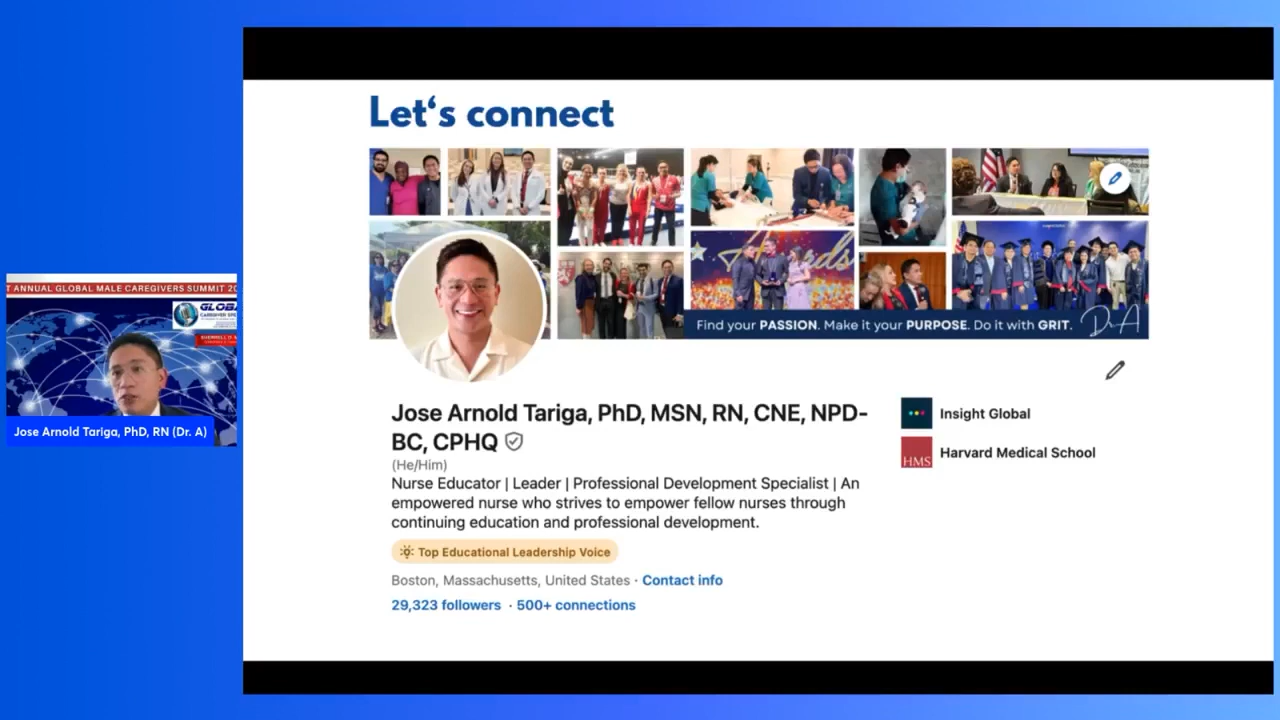 Let‘s connect
Find your PASSION. Make it your PURPOSE. Do it with GRIT.
Dr A
Jose Arnold Tariga, PhD, MSN, RN, CNE, NPD-
BC, CPHQ
(He/Him)
Nurse Educator | Leader | Professional Development Specialist | An
empowered nurse who strives to empower fellow nurses through
continuing education and professional development.
Top Educational Leadership Voice
Boston, Massachusetts, United States · Contact info
29,323 followers · 500+ connections
Insight Global
HMS
Harvard Medical School
T ANNUAL GLOBAL MALE CAREGIVERS SUMMIT 20
GLOBA
Jose Arnold Tariga, PhD, RN (Dr. A)